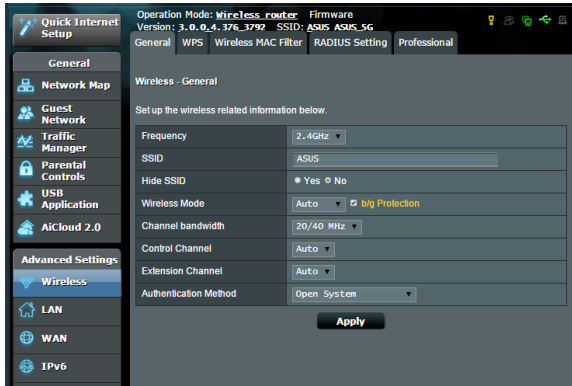 Quick Internet Setup
Operation Mode: Wireless router Firmware
Version: 3.0.0.4.376_3792 SSID: ASUS ASUS_5G
General WPS Wireless MAC Filter RADIUS Setting Professional
General
Network Map
Guest Network
Traffic Manager
Parental Controls
USB Application
AiCloud 2.0
Advanced Settings
Wireless
LAN
WAN
IPv6
Wireless - General
Set up the wireless related information below.
Frequency 2.4GHz
SSID ASUS
Hide SSID Yes No
Wireless Mode Auto b/g Protection
Channel bandwidth 20/40 MHz
Control Channel Auto
Extension Channel Auto
Authentication Method Open System
Apply